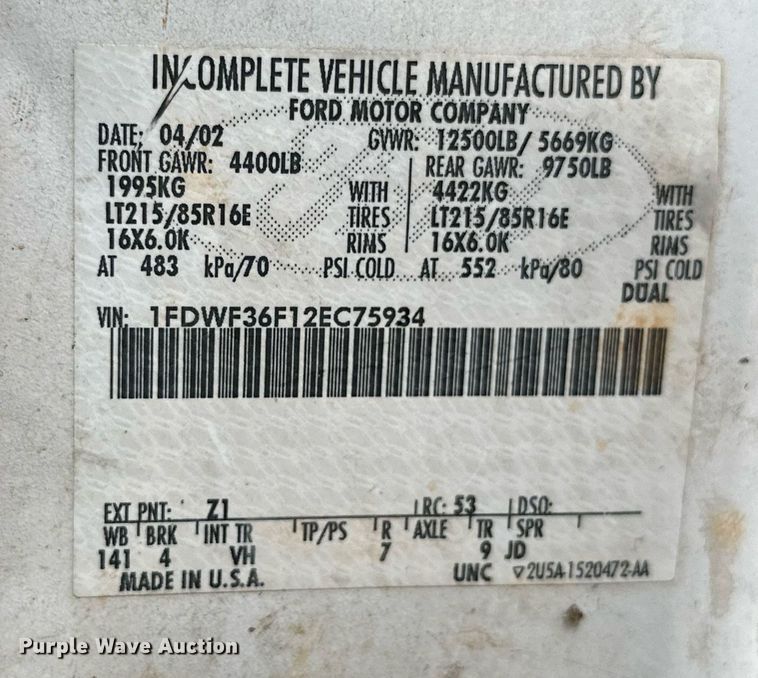 INCOMPLETE VEHICLE MANUFACTURED BY
FORD MOTOR COMPANY
DATE: 04/02 GVWR: 12500LB/ 5669KG
FRONT GAWR: 4400LB REAR GAWR: 9750LB
1995KG WITH 4422KG WITH
LT215/85R16E TIRES LT215/85R16E TIRES
16X6.0K RIMS 16X6.0K RIMS
AT 483 kPa/70 PSI COLD AT 552 kPa/80 PSI COLD
DUAL
VIN: 1FDWF36F12EC75934
EXT PNT: Z1 RC: 53 DSO:
WB BRK INT TR TP/PS R AXLE TR SPR
141 4 VH 7 9 JD
MADE IN U.S.A. UNC ▽2U5A-1520472-AA
Purple Wave Auction